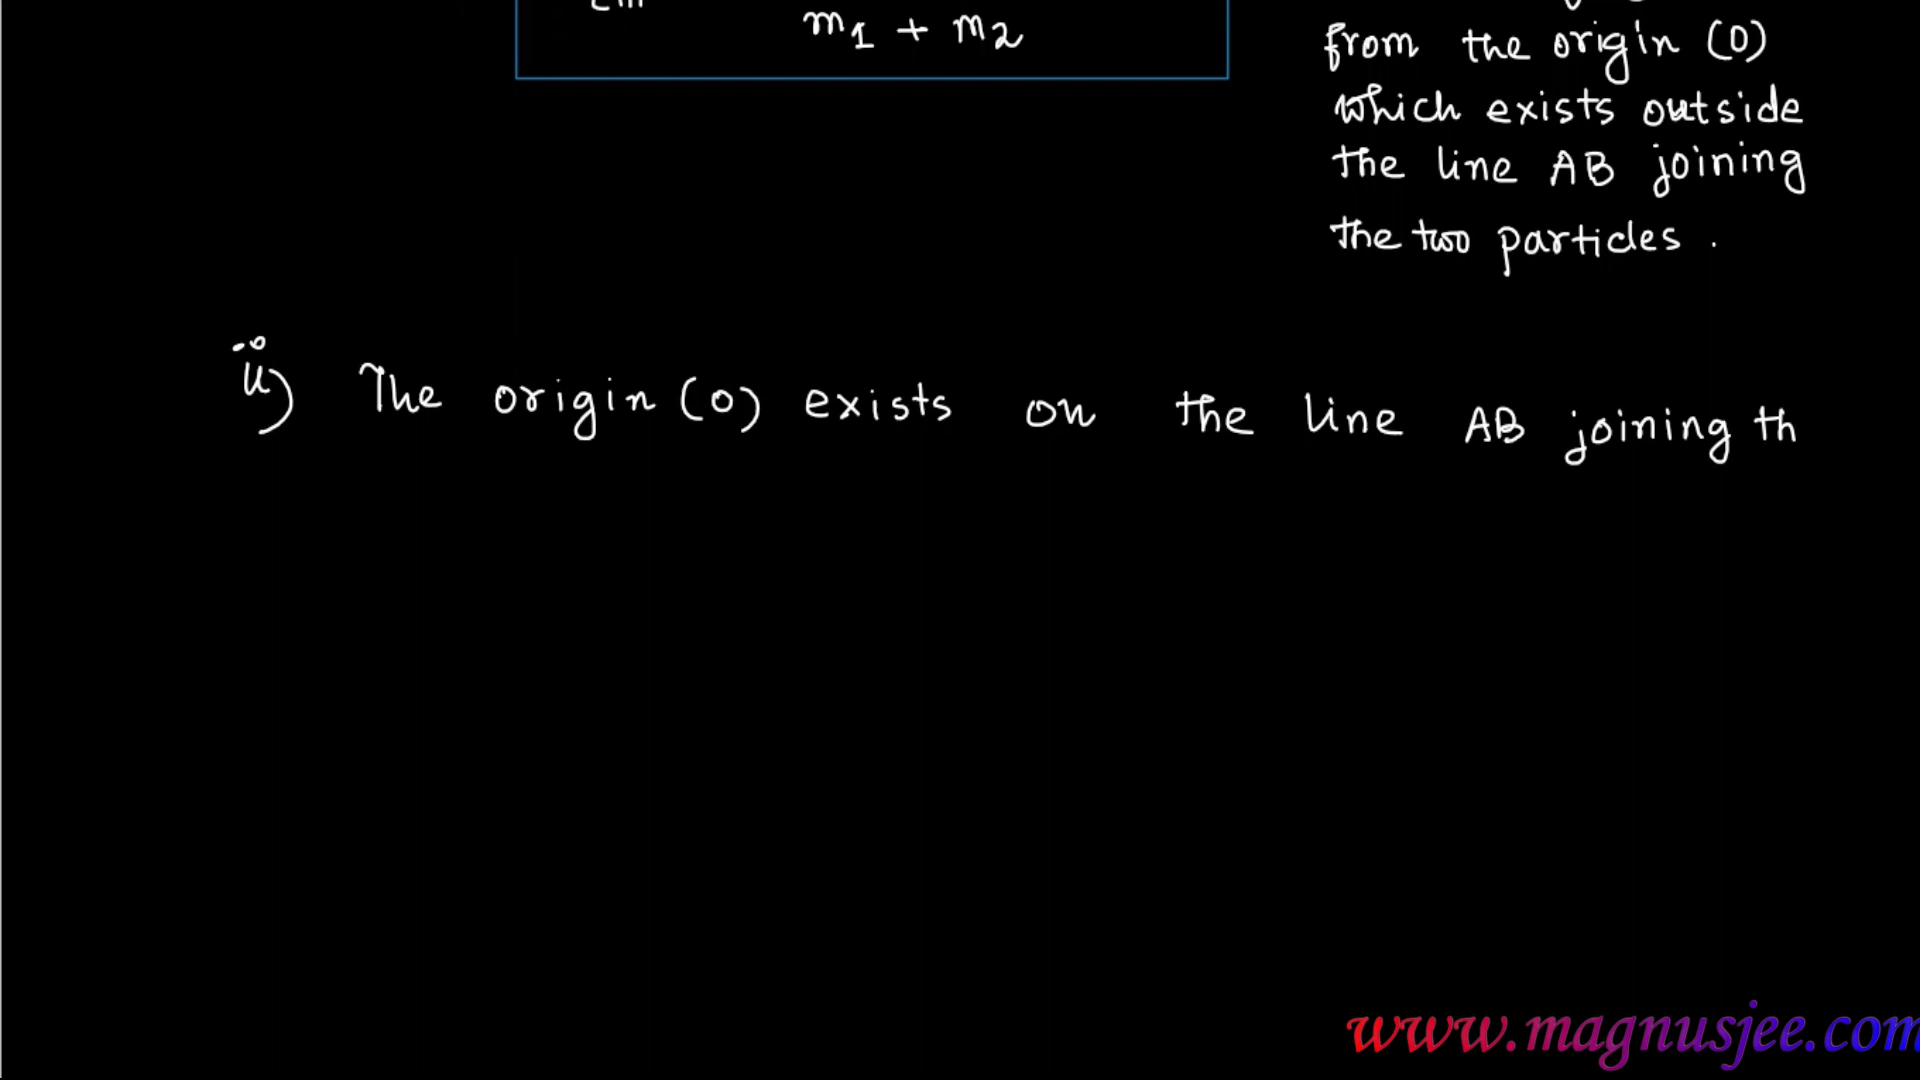 m1 + m2
from the origin (O)
which exists outside
the line AB joining
the two particles .
ii) The origin (O) exists on the line AB joining th
www.magnusjee.com